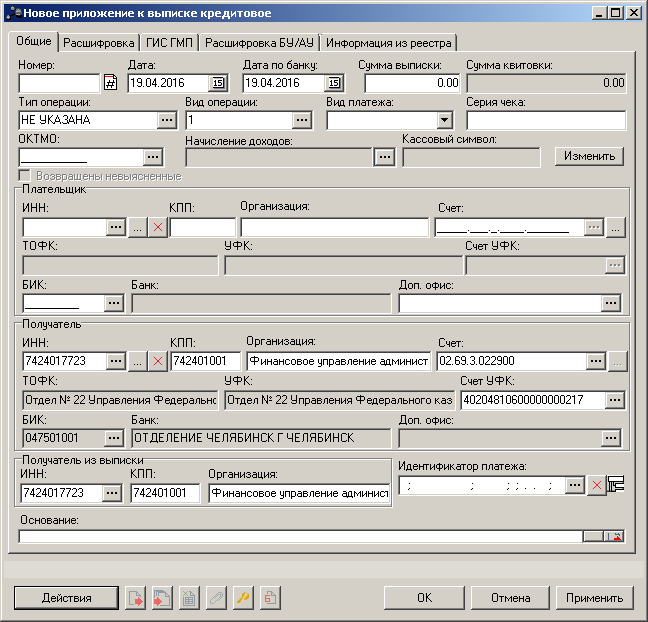 Новое приложение к выписке кредитовое
Общие Расшифровка ГИС ГМП Расшифровка БУ/АУ Информация из реестра
Номер: Дата: Дата по банку: Сумма выписки: Сумма квитовки:
19.04.2016 15 19.04.2016 15 0.00 0.00
Тип операции: Вид операции: Вид платежа: Серия чека:
НЕ УКАЗАНА 1
ОКТМО: Начисление доходов: Кассовый символ:
Изменить
Возвращены невыясненные
Плательщик
ИНН: КПП: Организация: Счет:
ТОФК: УФК: Счет УФК:
БИК: Банк: Доп. офис:
Получатель
ИНН: КПП: Организация: Счет:
7424017723 742401001 Финансовое управление админист 02.69.3.022900
ТОФК: УФК: Счет УФК:
Отдел № 22 Управления Федерально Отдел № 22 Управления Федерального каз 40204810600000000217
БИК: Банк: Доп. офис:
047501001 ОТДЕЛЕНИЕ ЧЕЛЯБИНСК Г ЧЕЛЯБИНСК
Получатель из выписки
ИНН: КПП: Организация: Идентификатор платежа:
7424017723 742401001 Финансовое управление админист ; ; ; ; . . ;
Основание:
Действия ОК Отмена Применить